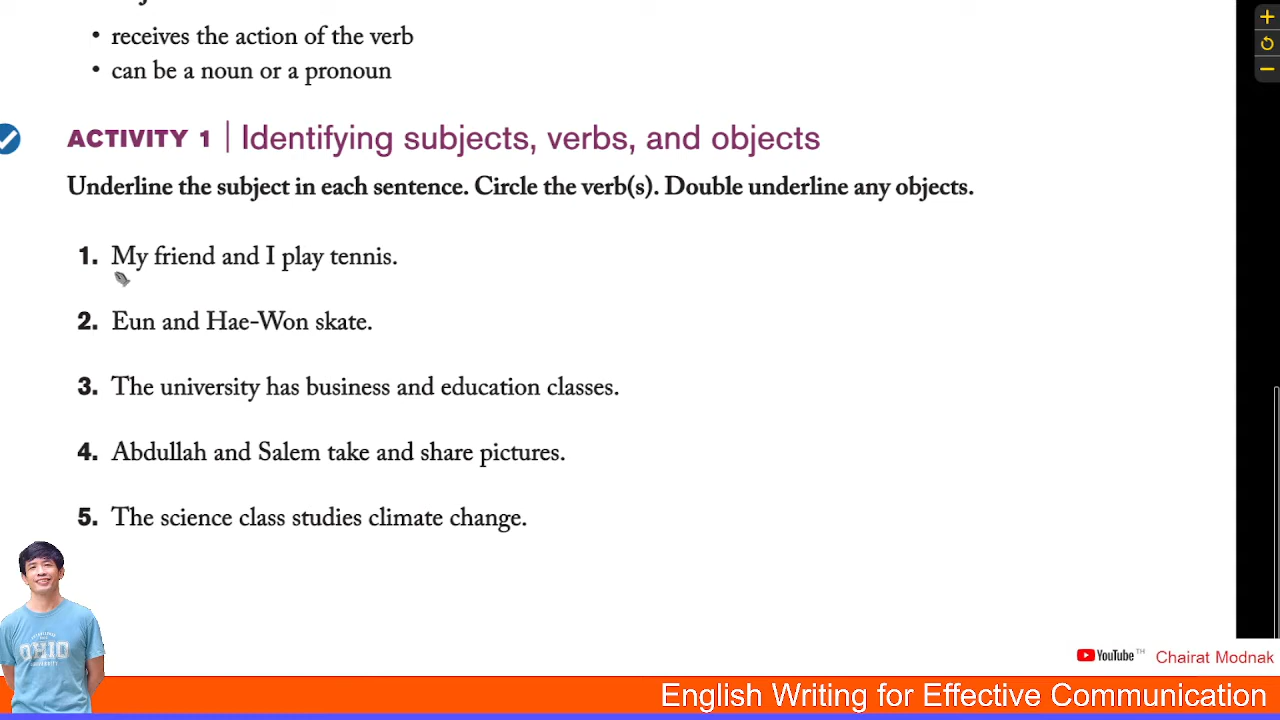 • receives the action of the verb
• can be a noun or a pronoun
ACTIVITY 1 | Identifying subjects, verbs, and objects
Underline the subject in each sentence. Circle the verb(s). Double underline any objects.
1. My friend and I play tennis.
2. Eun and Hae-Won skate.
3. The university has business and education classes.
4. Abdullah and Salem take and share pictures.
5. The science class studies climate change.
OHIO
UNIVERSITY
YouTube™ Chairat Modnak
English Writing for Effective Communication